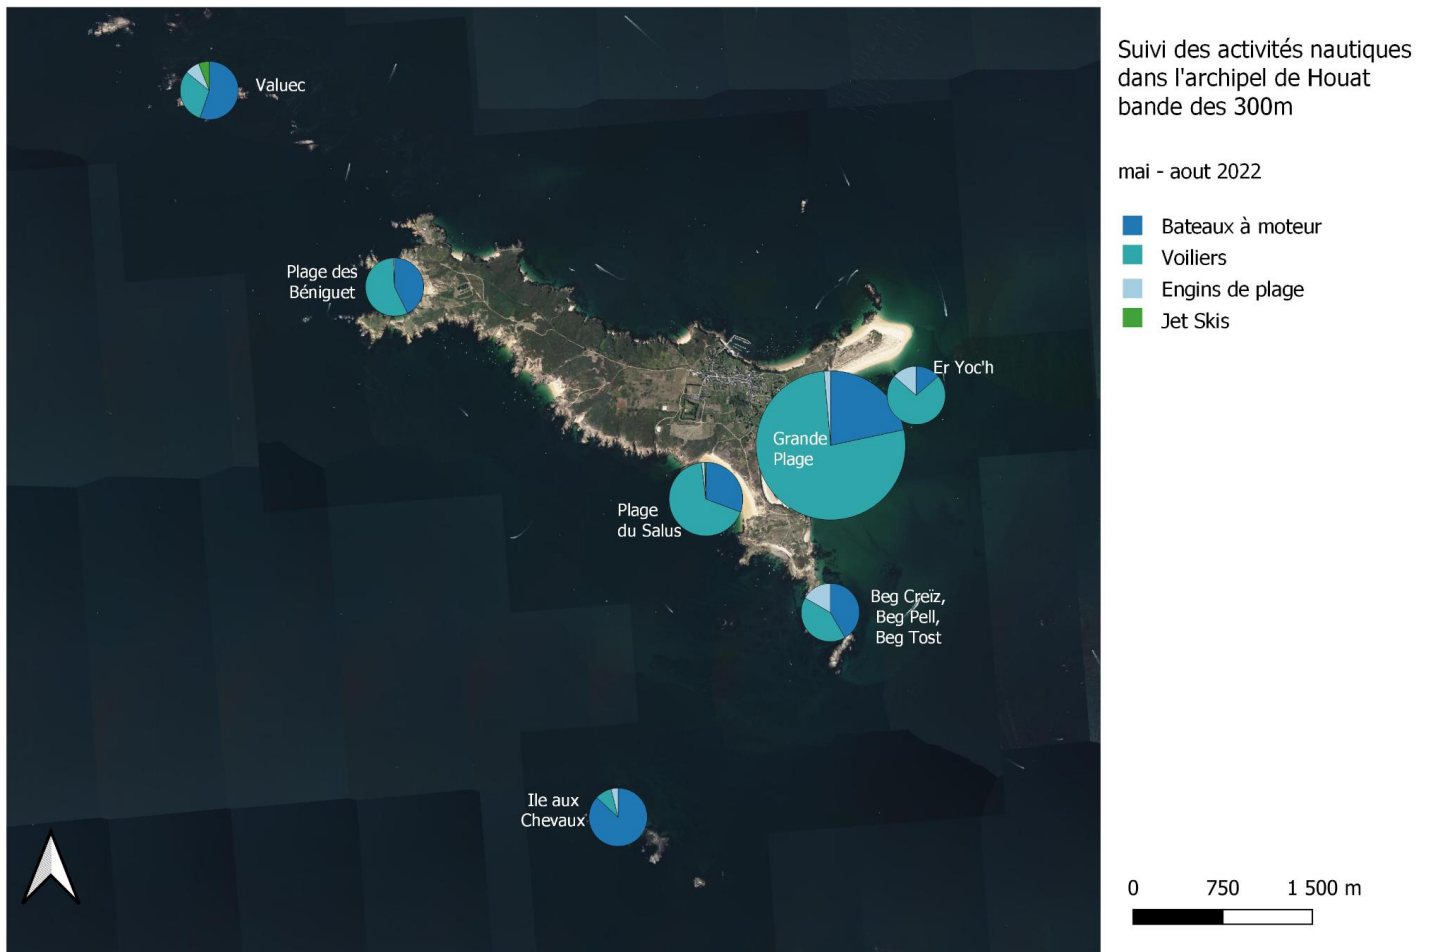 Suivi des activités nautiques
dans l'archipel de Houat
bande des 300m
mai - aout 2022
Bateaux à moteur
Voiliers
Engins de plage
Jet Skis
Valuec
Plage des
Béniguet
Er Yoc'h
Grande
Plage
Plage
du Salus
Beg Creïz,
Beg Pell,
Beg Tost
Ile aux
Chevaux
0 750 1 500 m